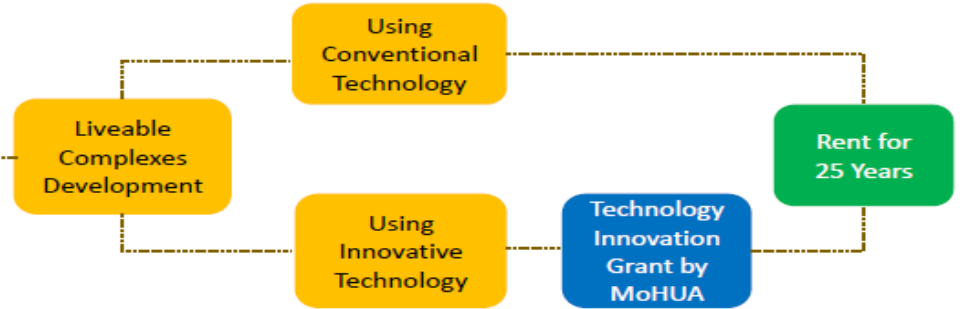 Using
Conventional
Technology
Liveable
Complexes
Development
Rent for
25 Years
Using
Innovative
Technology
Technology
Innovation
Grant by
MoHUA